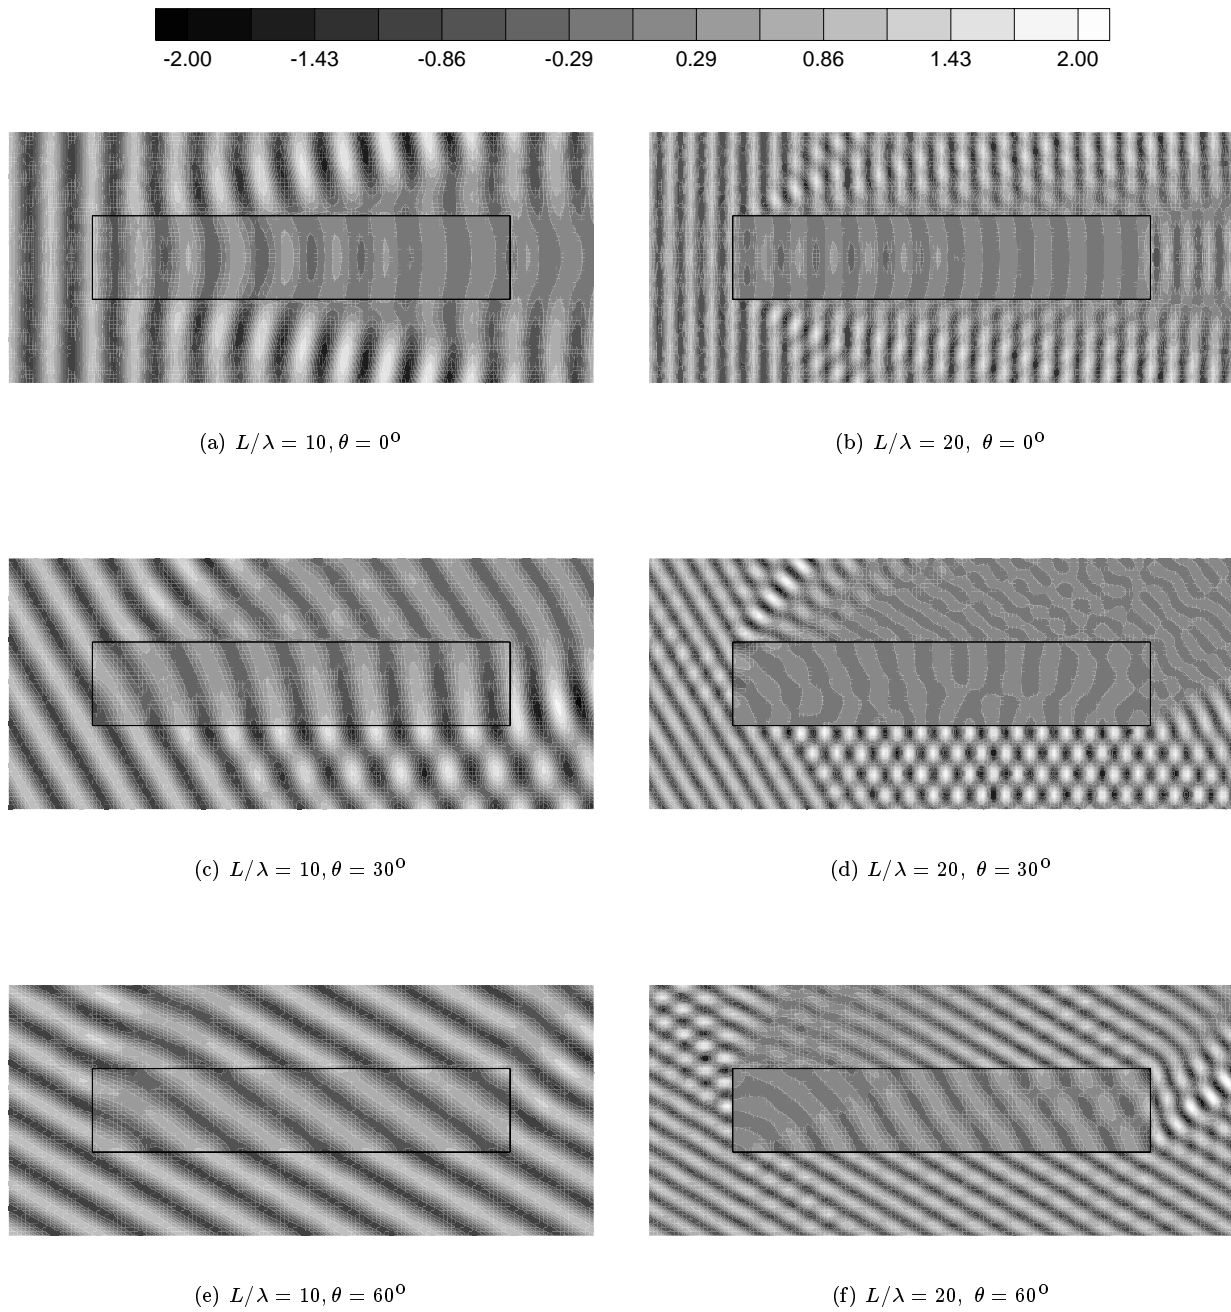 -2.00 -1.43 -0.86 -0.29 0.29 0.86 1.43 2.00
(a) L/λ = 10, θ = 0°
(b) L/λ = 20, θ = 0°
(c) L/λ = 10, θ = 30°
(d) L/λ = 20, θ = 30°
(e) L/λ = 10, θ = 60°
(f) L/λ = 20, θ = 60°